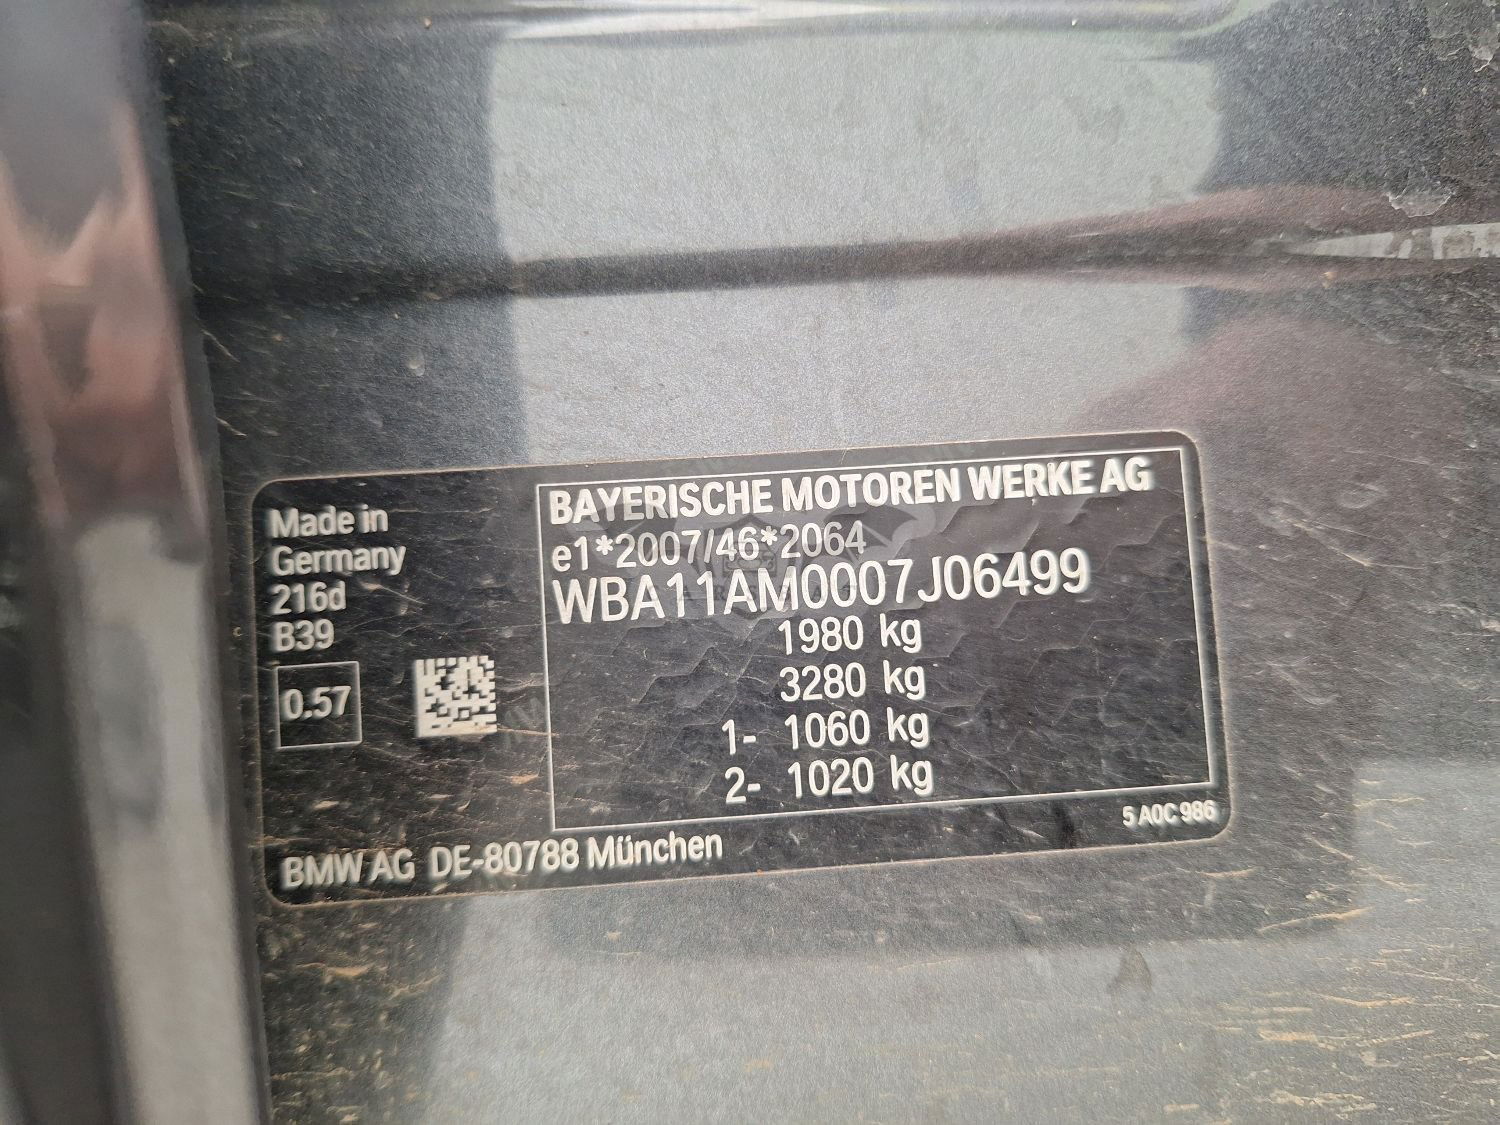 Made in
Germany
216d
B39
0.57
BAYERISCHE MOTOREN WERKE AG
e1*2007/46*2064
WBA11AM0007J06499
1980 kg
3280 kg
1- 1060 kg
2- 1020 kg
5 A0C 986
BMW AG DE-80788 München